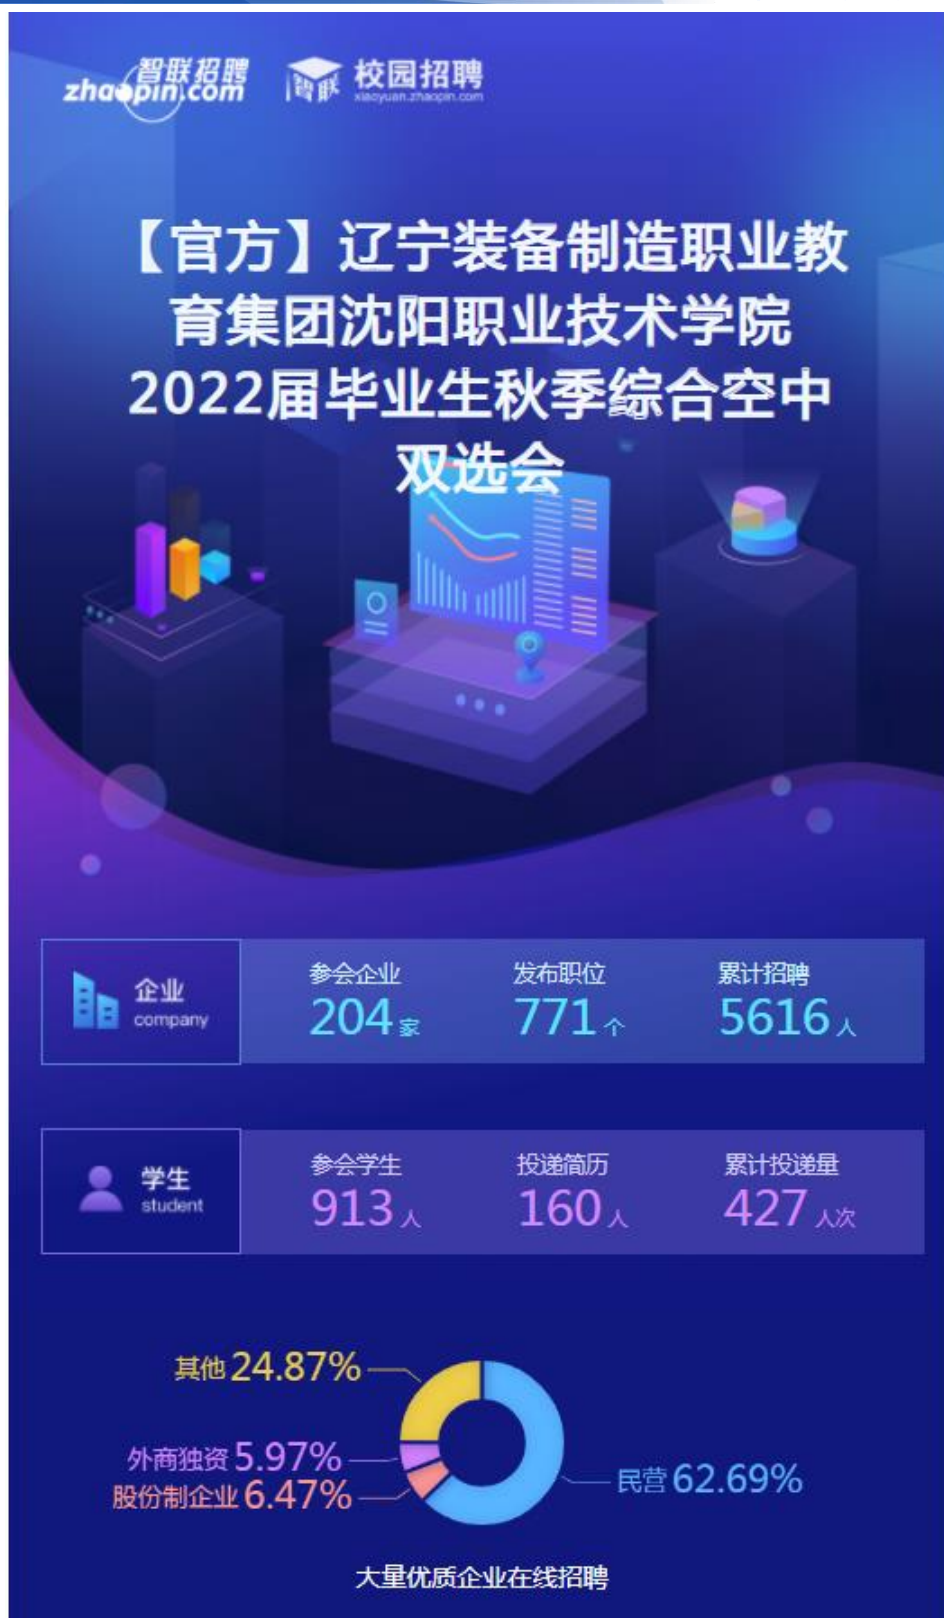 智联招聘
zhaopin.com
智联
校园招聘
xiaoyuan.zhaopin.com
【官方】辽宁装备制造职业教
育集团沈阳职业技术学院
2022届毕业生秋季综合空中
双选会
企业
company
参会企业 发布职位 累计招聘
204家 771个 5616人
学生
student
参会学生 投递简历 累计投递量
913人 160人 427人次
其他24.87%
外商独资5.97%
股份制企业6.47%
民营62.69%
大量优质企业在线招聘